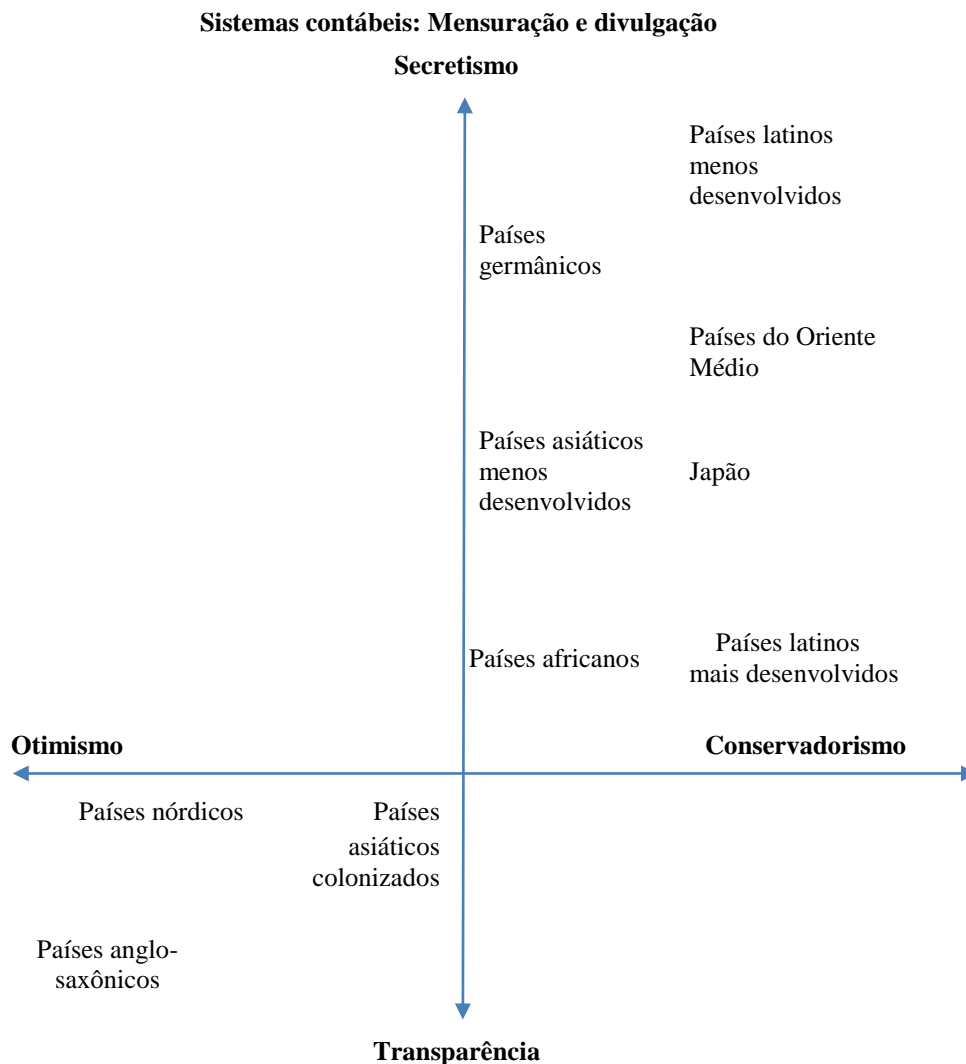 Sistemas contábeis: Mensuração e divulgação
Secretismo
Países latinos
menos
desenvolvidos
Países
germânicos
Países do Oriente
Médio
Países asiáticos
menos
desenvolvidos
Japão
Países africanos
Países latinos
mais desenvolvidos
Otimismo
Conservadorismo
Países nórdicos
Países
asiáticos
colonizados
Países anglo-
saxônicos
Transparência